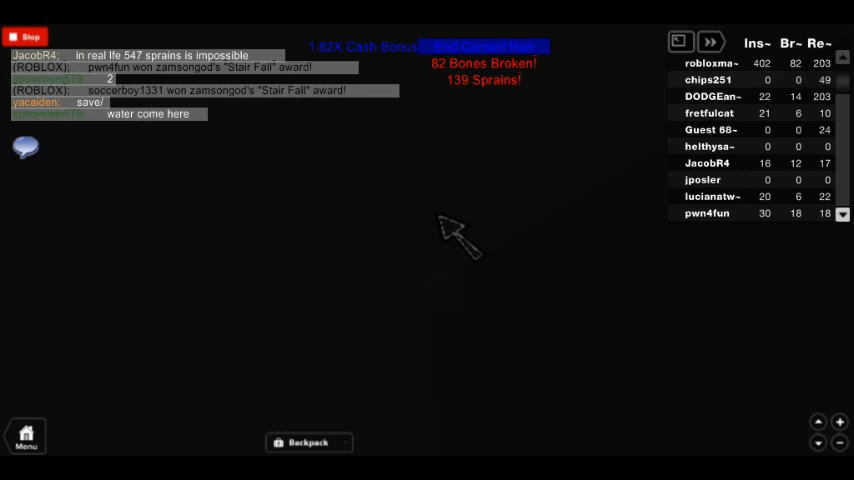 Stop
JacobR4; in real lfe 547 sprains is impossible
(ROBLOX); pwn4fun won zamsongod's "Stair Fall" award!
2
(ROBLOX); soccerboy1331 won zamsongod's "Stair Fall" award!
yacaiden; save/
water come here
1.82X Cash Bonus End Current Run
82 Bones Broken!
139 Sprains!
Ins~ Br~ Re~
robloxma~ 402 82 203
chips251 0 0 49
DODGEan~ 22 14 203
fretfulcat 21 6 10
Guest 68~ 0 0 24
helthysa~ 0 0 0
JacobR4 16 12 17
jposler 0 0 0
lucianatw~ 20 6 22
pwn4fun 30 18 18
Menu
Backpack